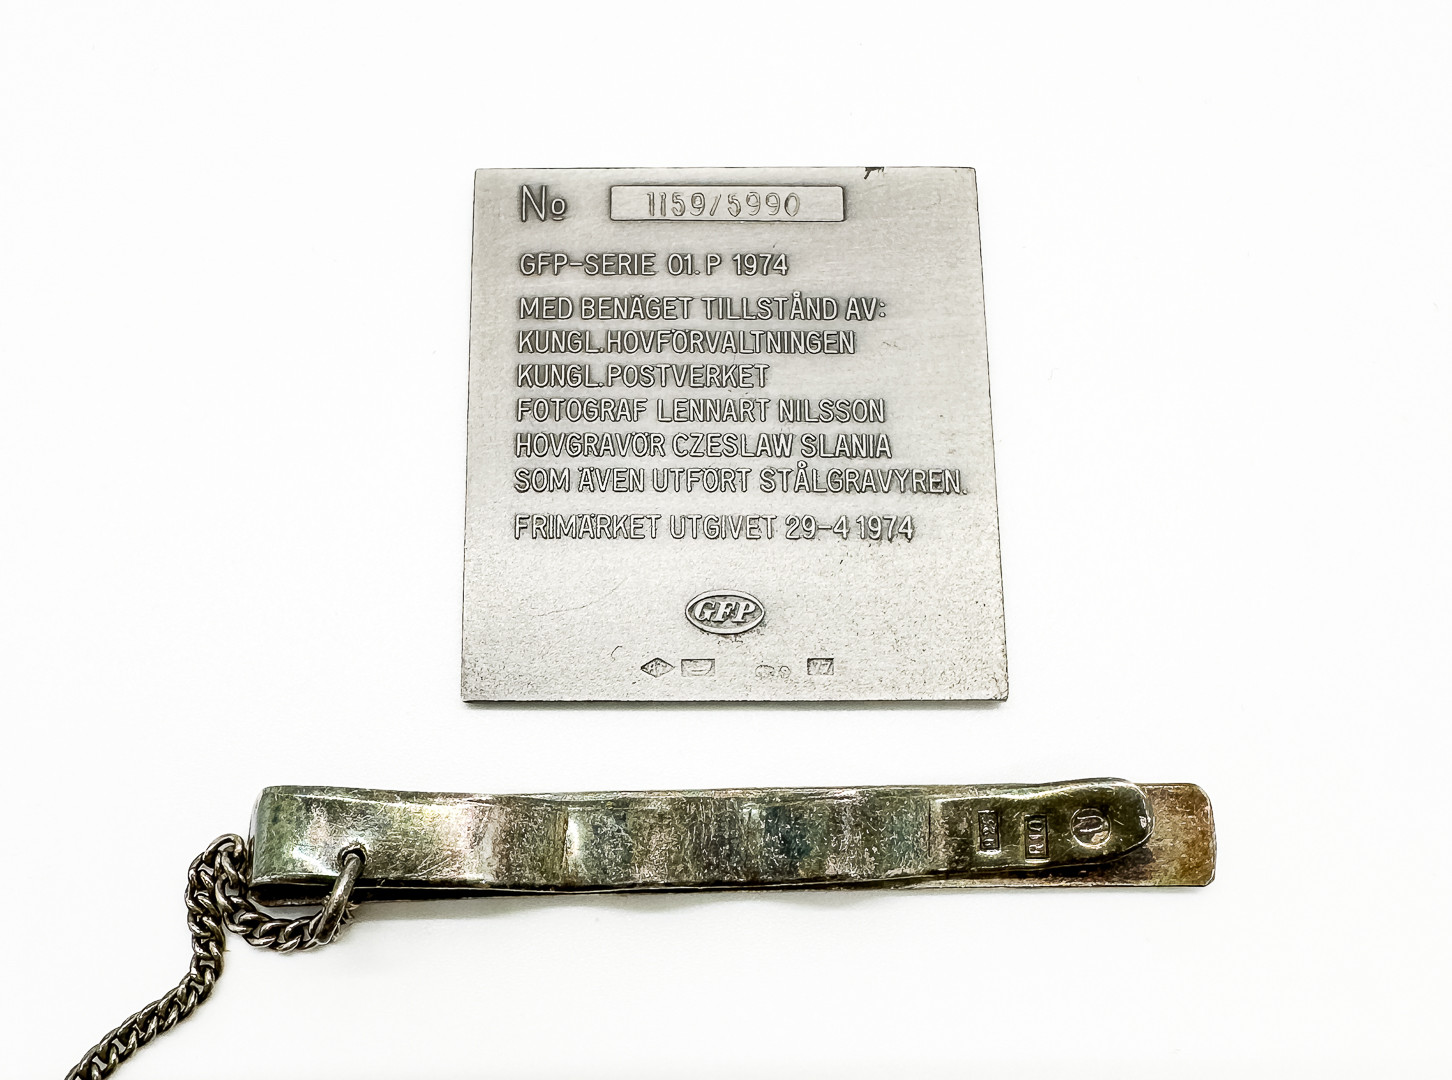 No 1159/5990
GFP-SERIE 01.P 1974
MED BENÄGET TILLSTÅND AV:
KUNGL.HOVFÖRVALTNINGEN
KUNGL.POSTVERKET
FOTOGRAF LENNART NILSSON
HOVGRAVÖR CZESLAW SLANIA
SOM ÄVEN UTFÖRT STÅLGRAVYREN.
FRIMÄRKET UTGIVET 29-4 1974
GFP